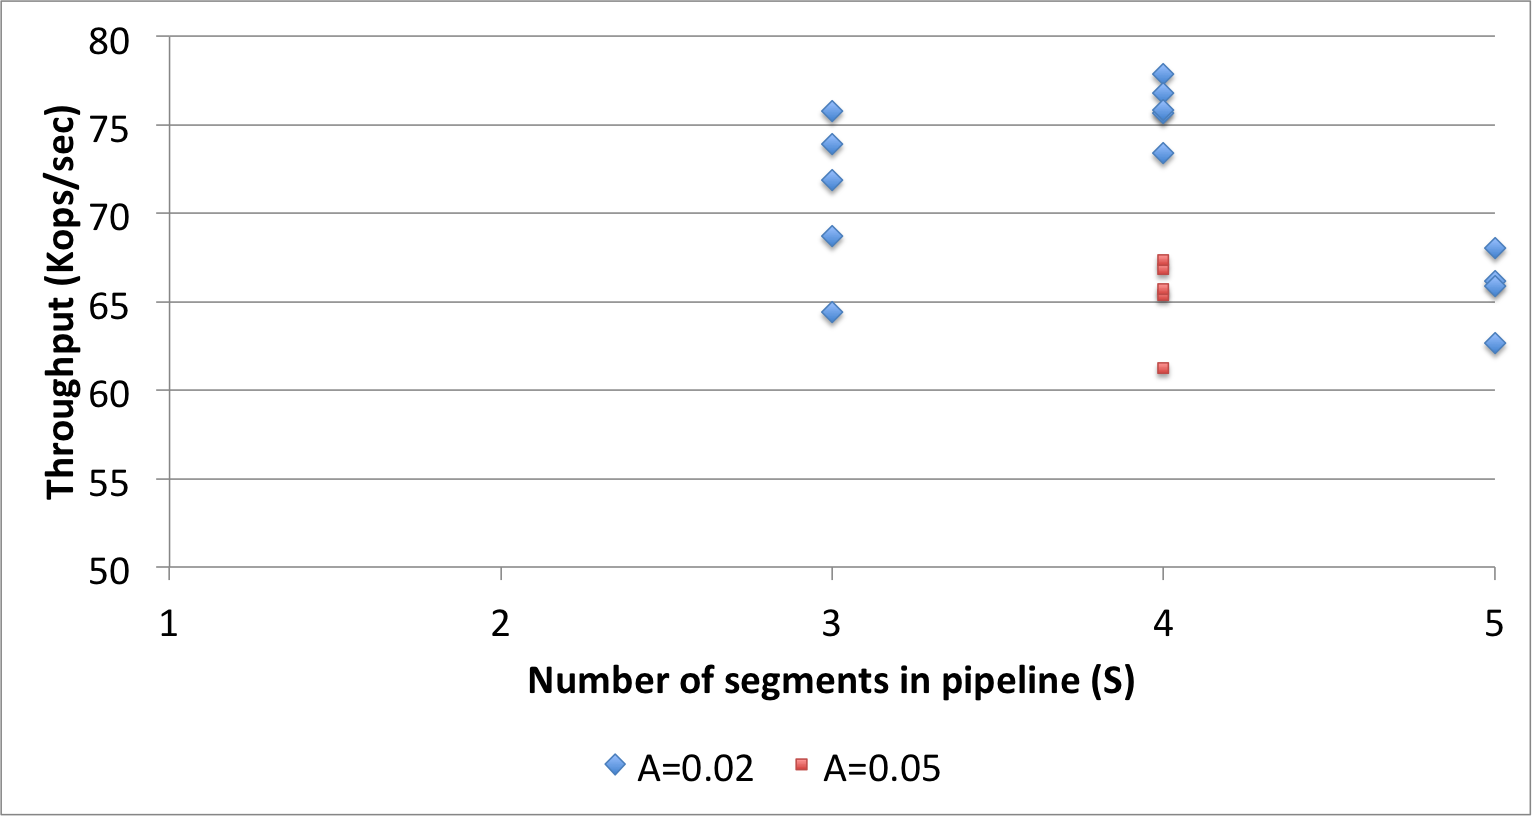 Throughput (Kops/sec)
80
75
70
65
60
55
50
1 2 3 4 5
Number of segments in pipeline (S)
A=0.02 A=0.05